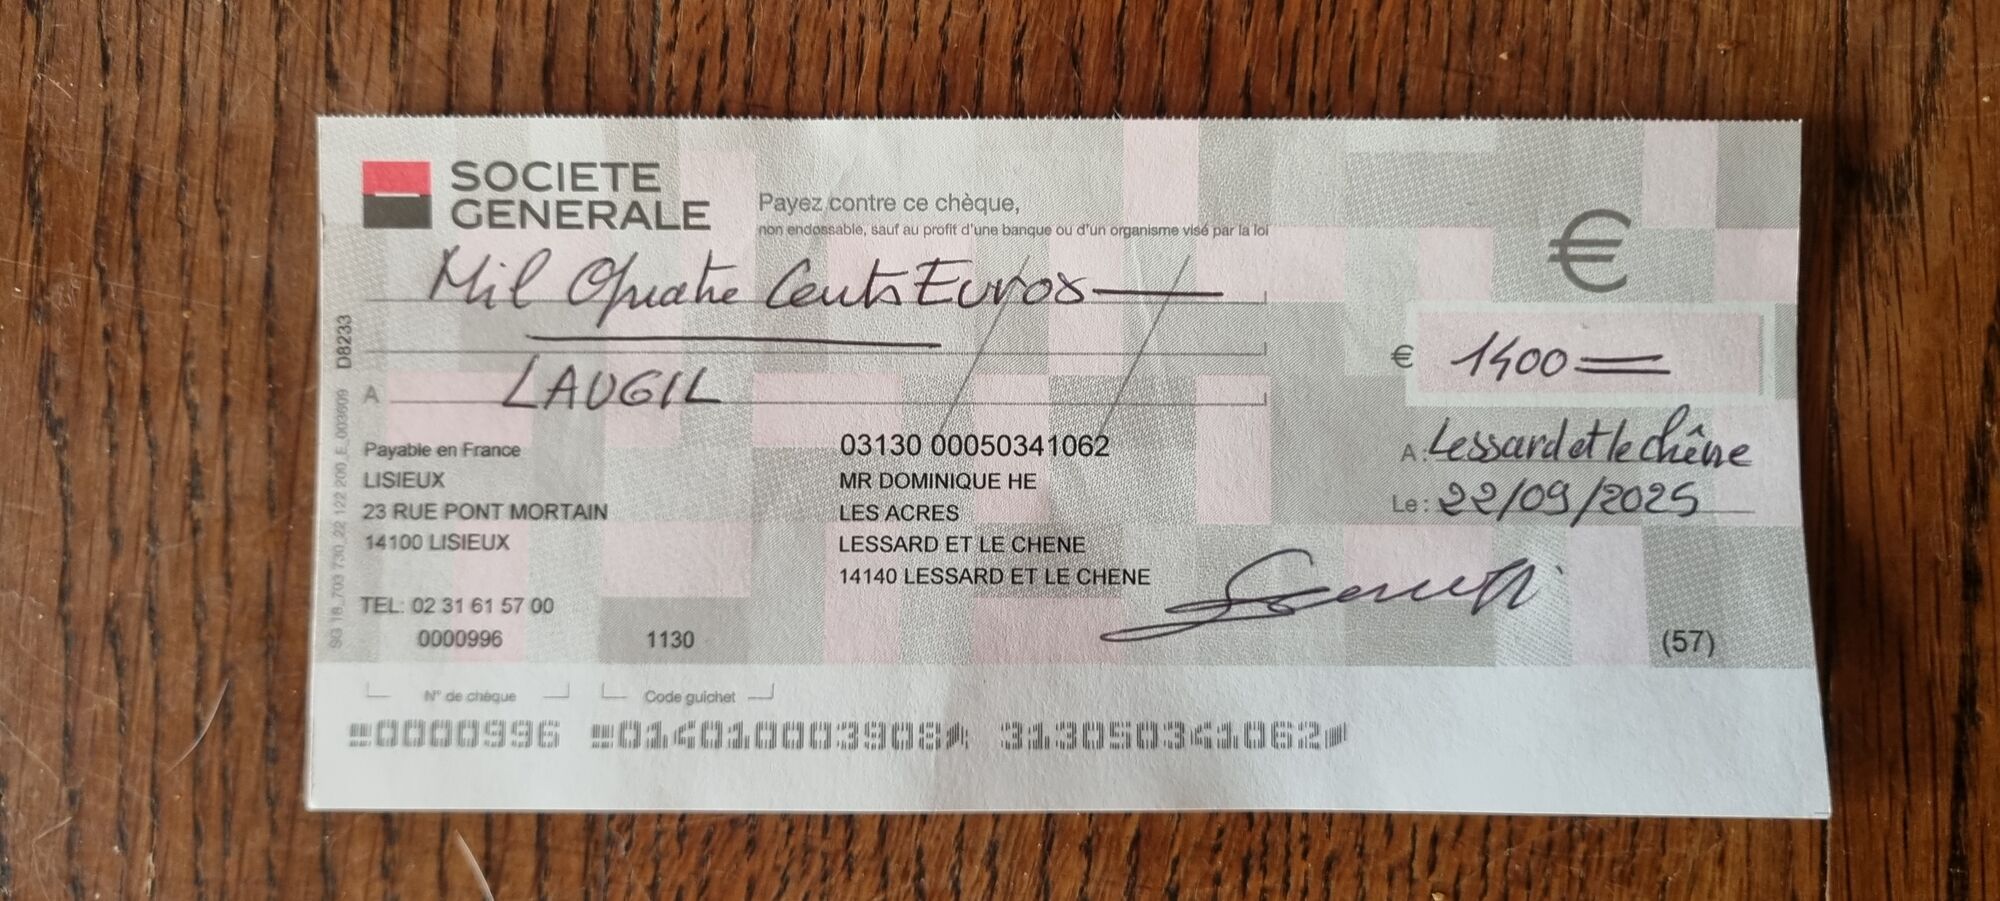 SOCIETE
GENERALE
Payez contre ce chèque,
non endossable, sauf au profit d'une banque ou d'un organisme visé par la loi
€
Mil Quatre Cents Euros
€ 1400
A LAUGIL
A: Lessard et le chêne
Le: 22/09/2025
Payable en France
LISIEUX
23 RUE PONT MORTAIN
14100 LISIEUX
TEL: 02 31 61 57 00
03130 00050341062
MR DOMINIQUE HE
LES ACRES
LESSARD ET LE CHENE
14140 LESSARD ET LE CHENE
0000996
1130
(57)
N° de chèque
Code guichet
0000996 014010003908 313050341062
D8233